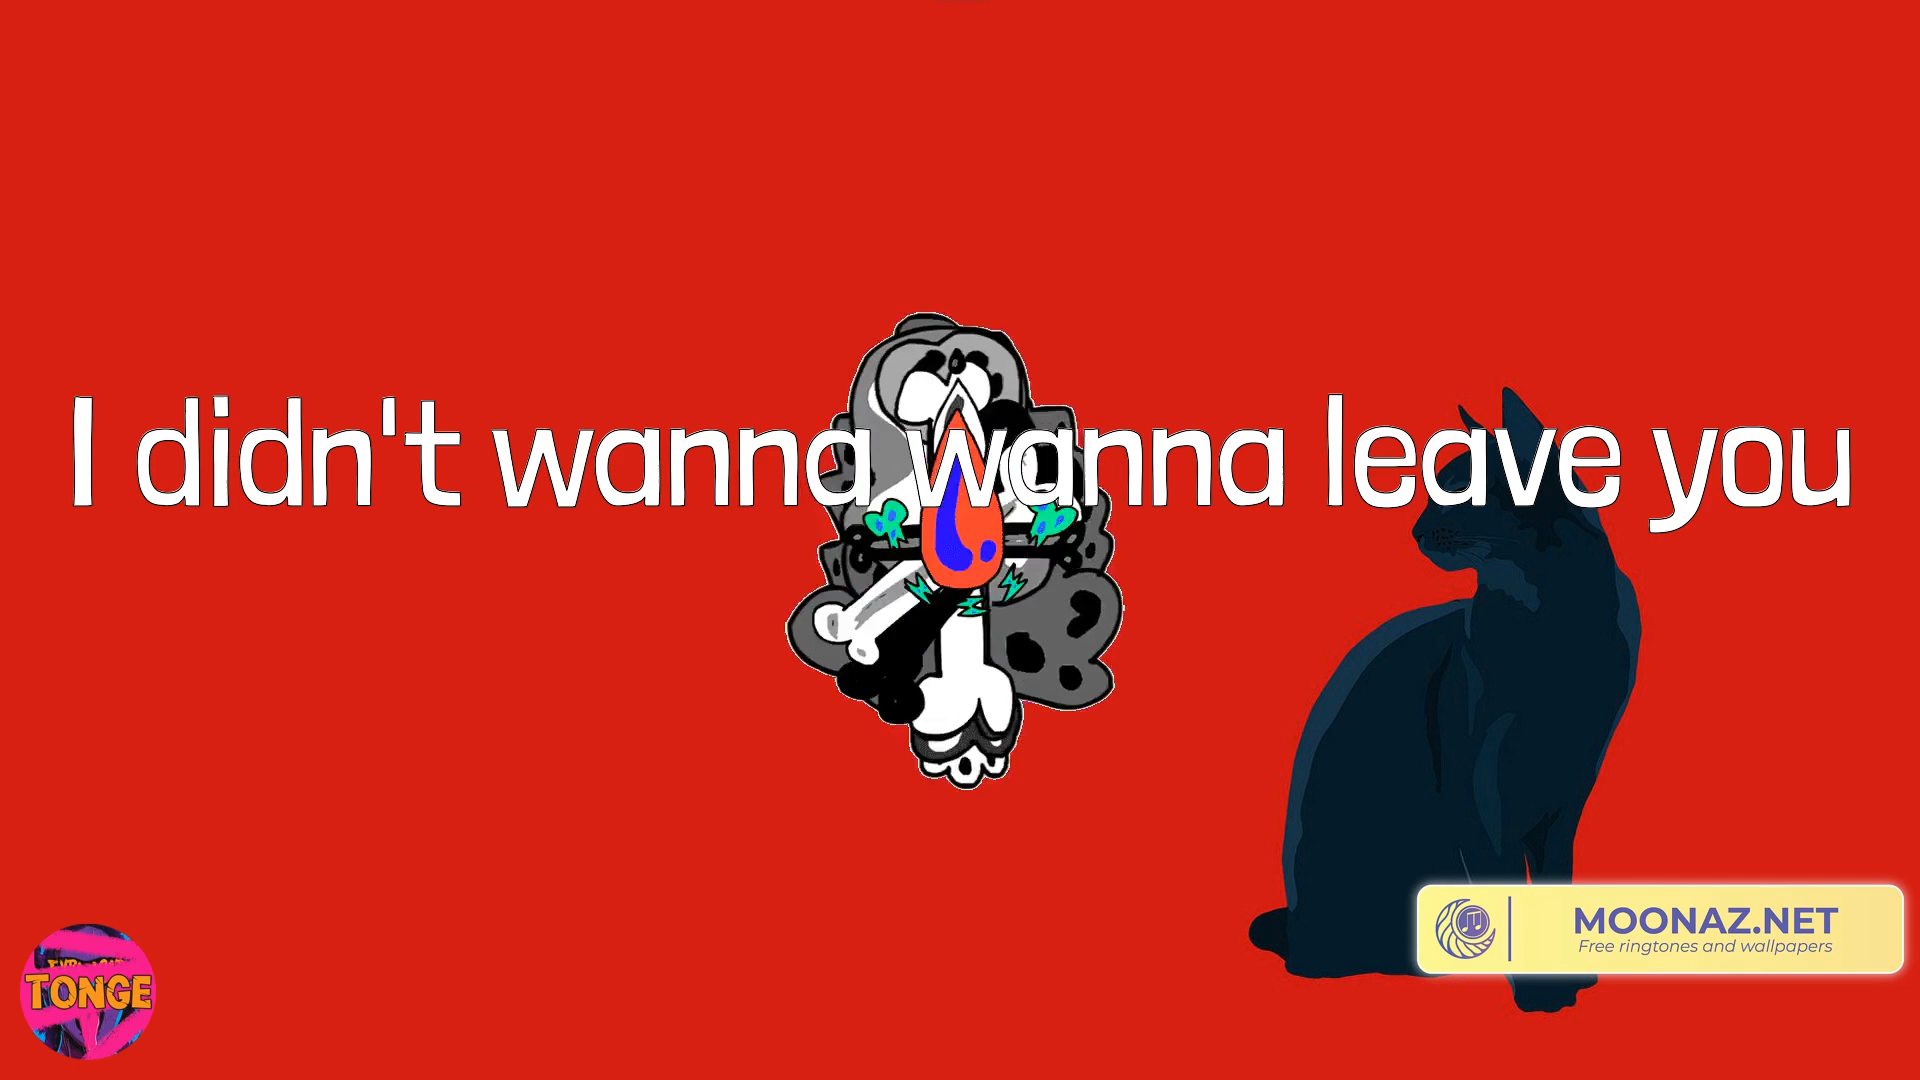 I didn't wanna wanna leave you
MOONAZ.NET
Free ringtones and wallpapers
TONGE